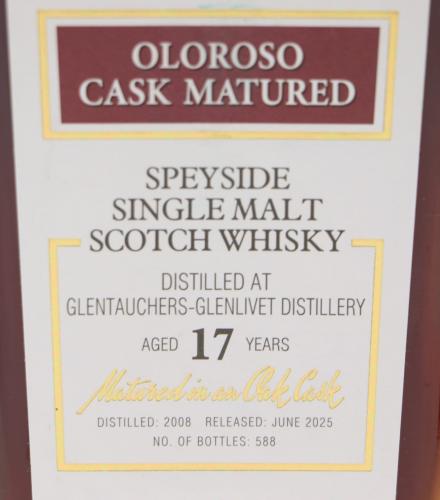 OLOROSO
CASK MATURED
SPEYSIDE
SINGLE MALT
SCOTCH WHISKY
DISTILLED AT
GLENTAUCHERS-GLENLIVET DISTILLERY
AGED 17 YEARS
Matured in an Oak Cask
DISTILLED: 2008 RELEASED: JUNE 2025
NO. OF BOTTLES: 588